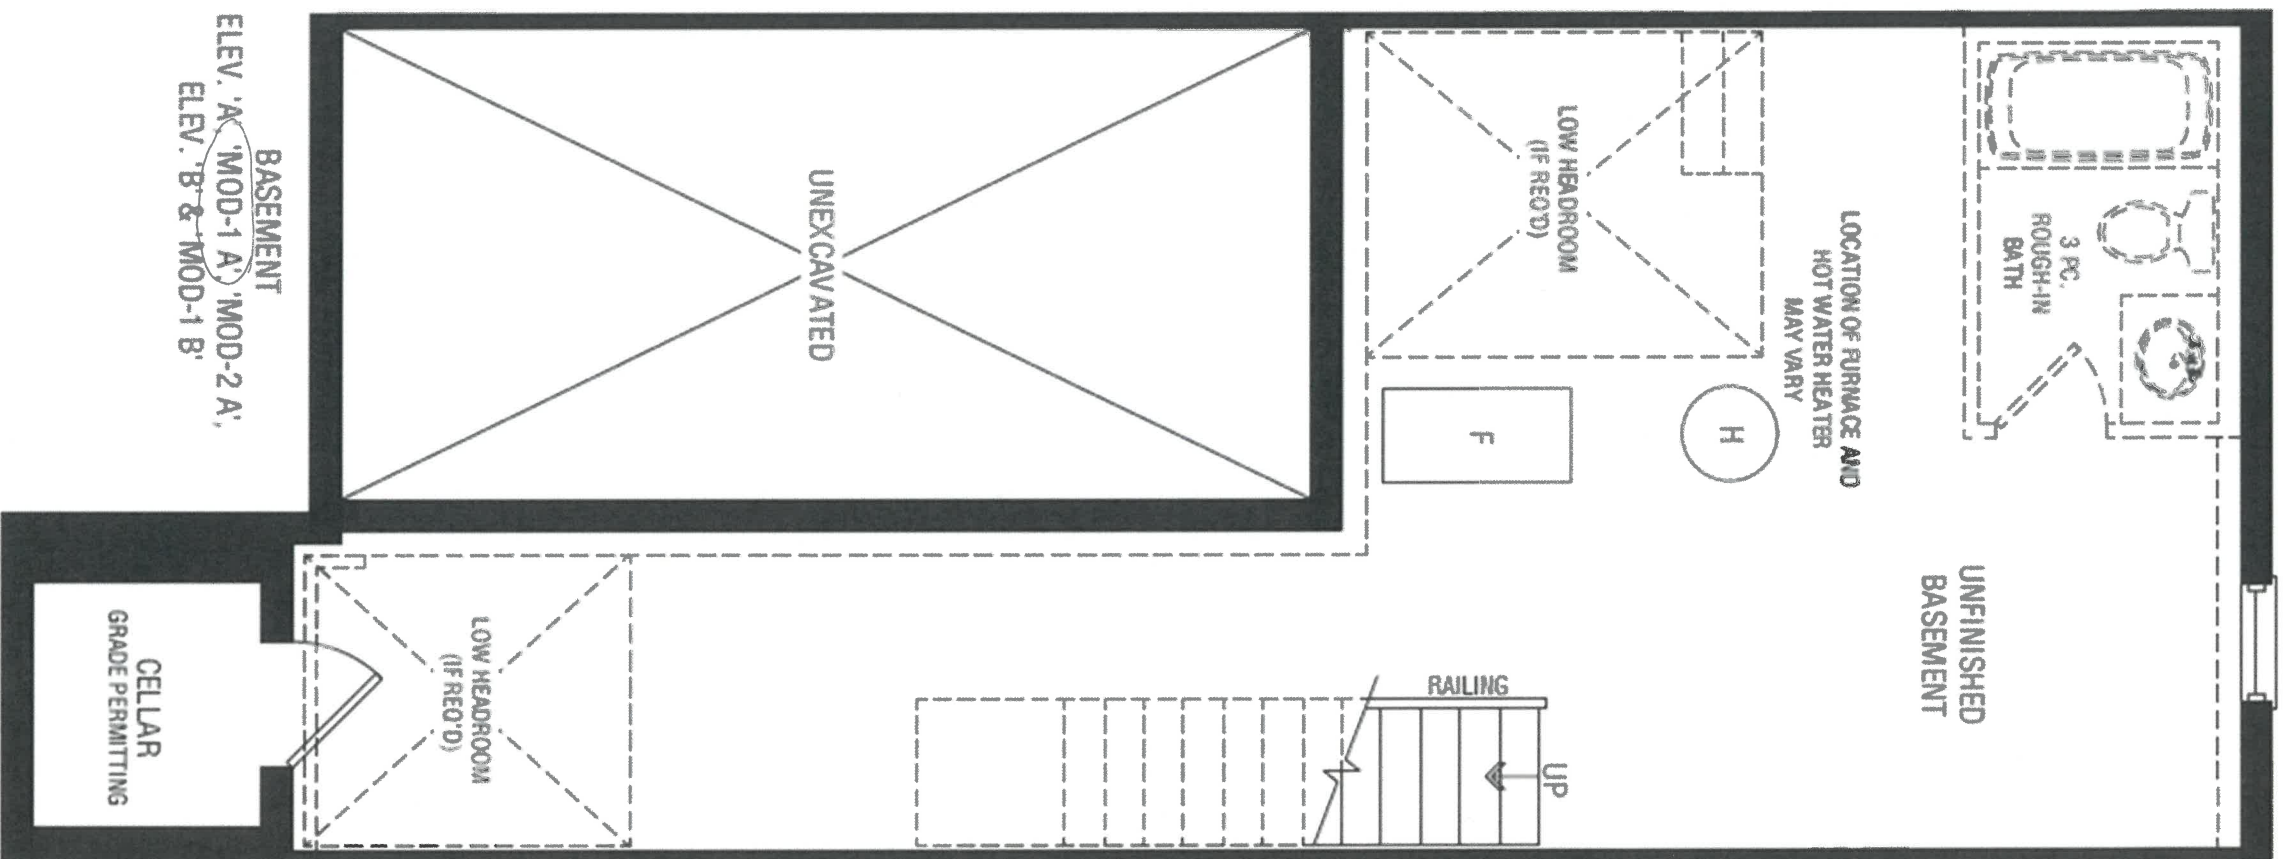 BASEMENT
ELEV. 'A', 'MOD-1 A', 'MOD-2 A',
ELEV. 'B' & 'MOD-1 B'
UNEXCAVATED
LOW HEADROOM
(IF REQ'D)
LOCATION OF FURNACE AND
HOT WATER HEATER
MAY VARY
3 PC.
ROUGH-IN
BATH
F
H
UNFINISHED
BASEMENT
RAILING
UP
LOW HEADROOM
(IF REQ'D)
CELLAR
GRADE PERMITTING